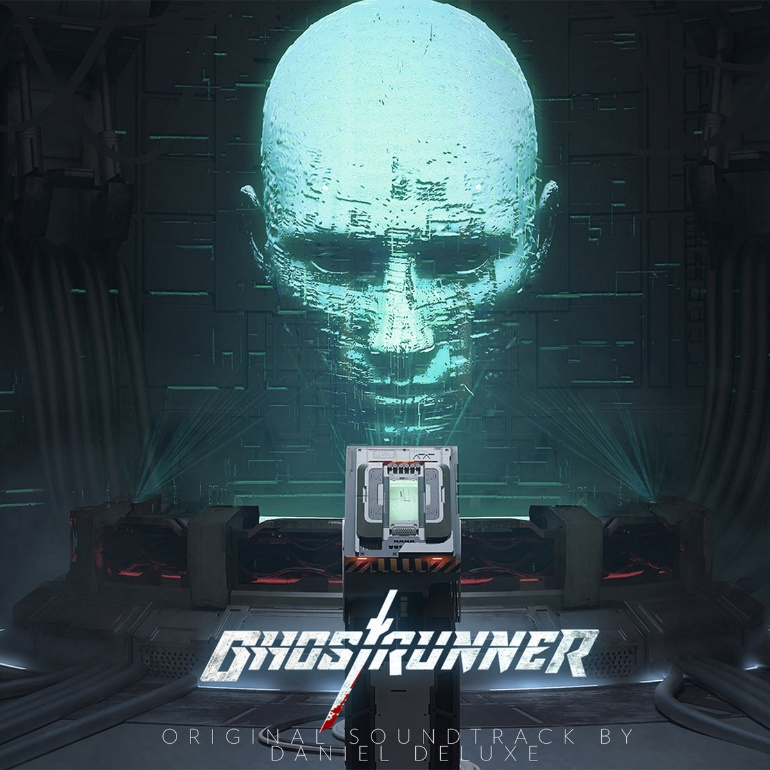 GHOSTRUNNER
ORIGINAL SOUNDTRACK BY
DANIEL DELUXE